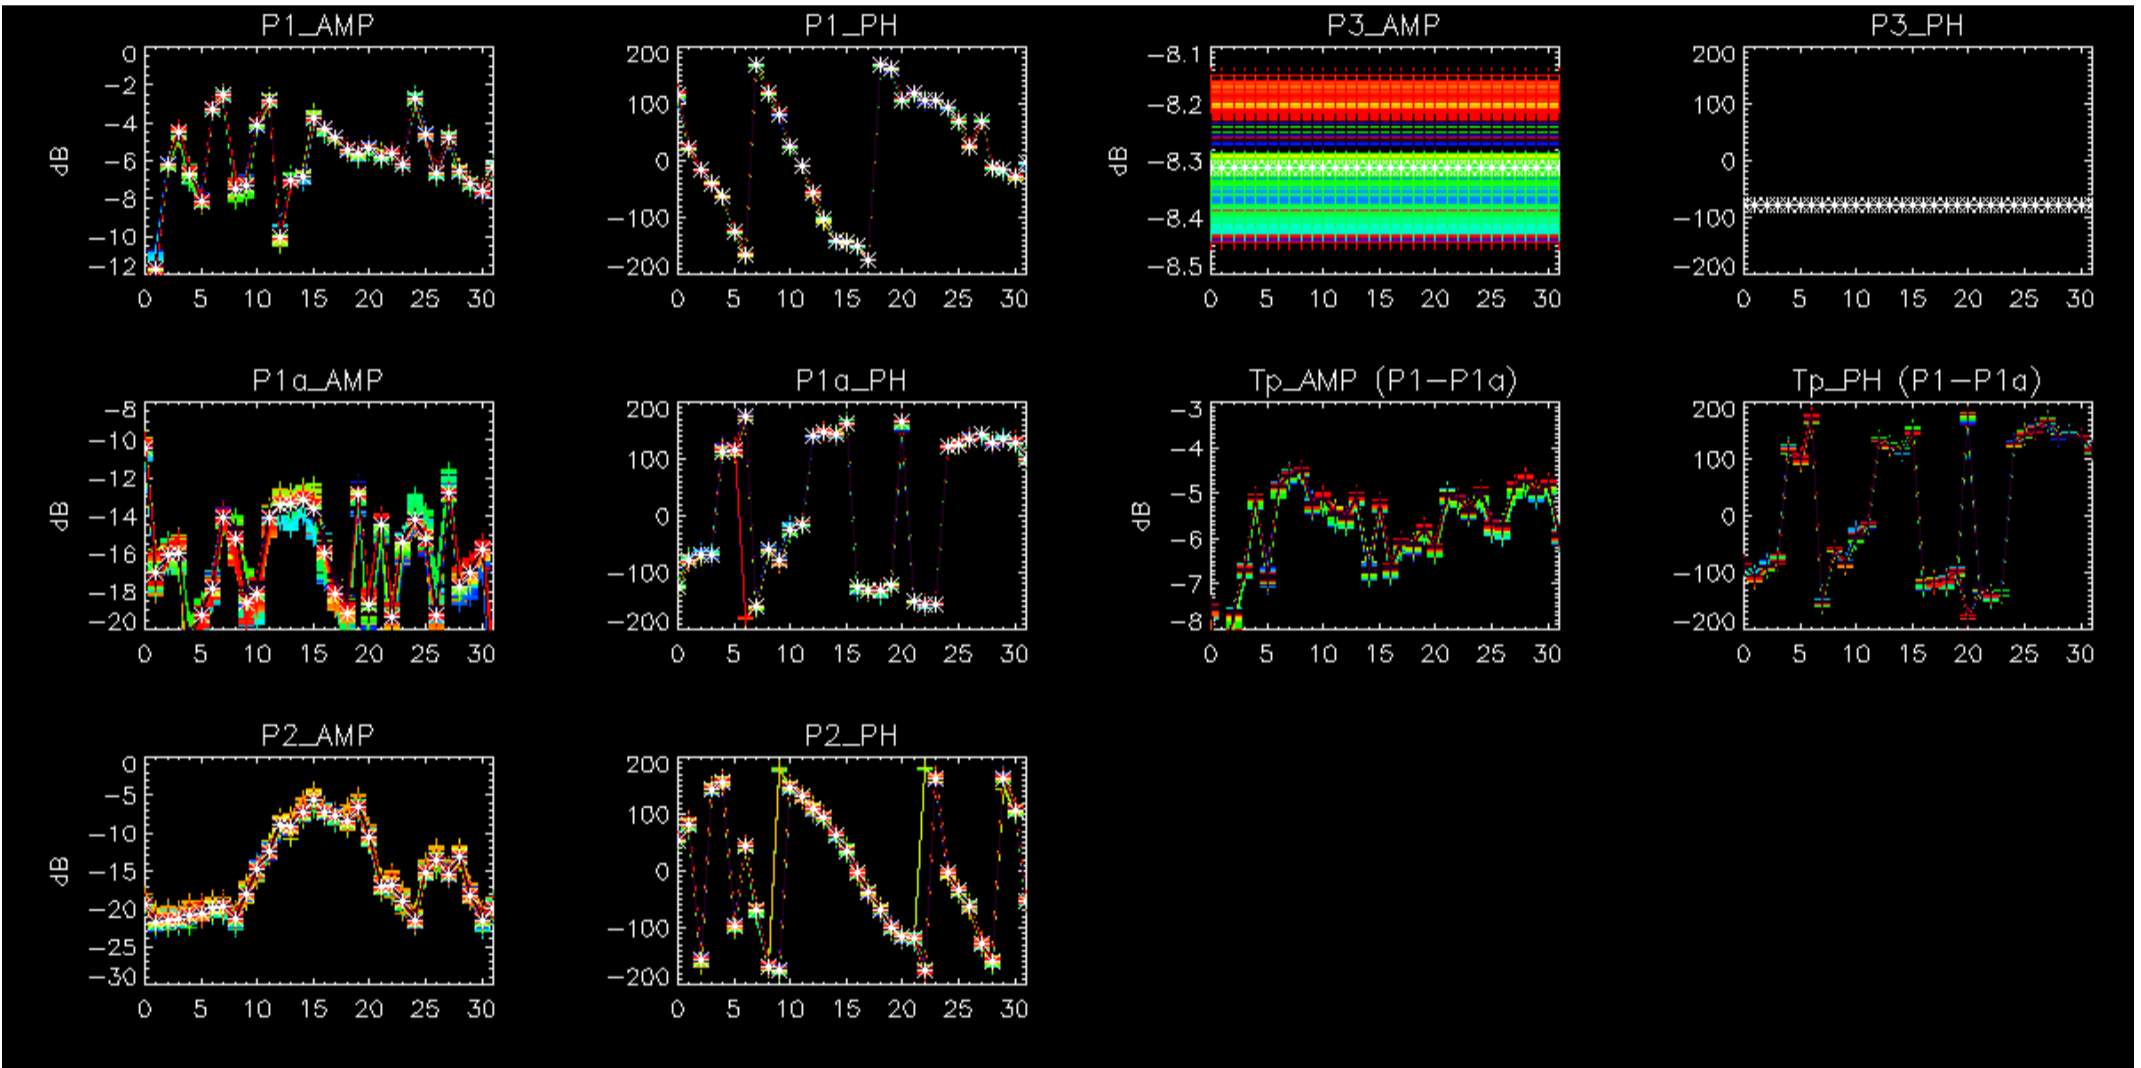 P1_AMP
P1_PH
P3_AMP
P3_PH
0
-2
-4
-6
-8
-10
-12
dB
0 5 10 15 20 25 30
200
100
0
-100
-200
0 5 10 15 20 25 30
-8.1
-8.2
-8.3
-8.4
-8.5
dB
0 5 10 15 20 25 30
200
100
0
-100
-200
0 5 10 15 20 25 30
P1a_AMP
P1a_PH
Tp_AMP (P1-P1a)
Tp_PH (P1-P1a)
-8
-10
-12
-14
-16
-18
-20
dB
0 5 10 15 20 25 30
200
100
0
-100
-200
0 5 10 15 20 25 30
-3
-4
-5
-6
-7
-8
dB
0 5 10 15 20 25 30
200
100
0
-100
-200
0 5 10 15 20 25 30
P2_AMP
P2_PH
0
-5
-10
-15
-20
-25
-30
dB
0 5 10 15 20 25 30
200
100
0
-100
-200
0 5 10 15 20 25 30